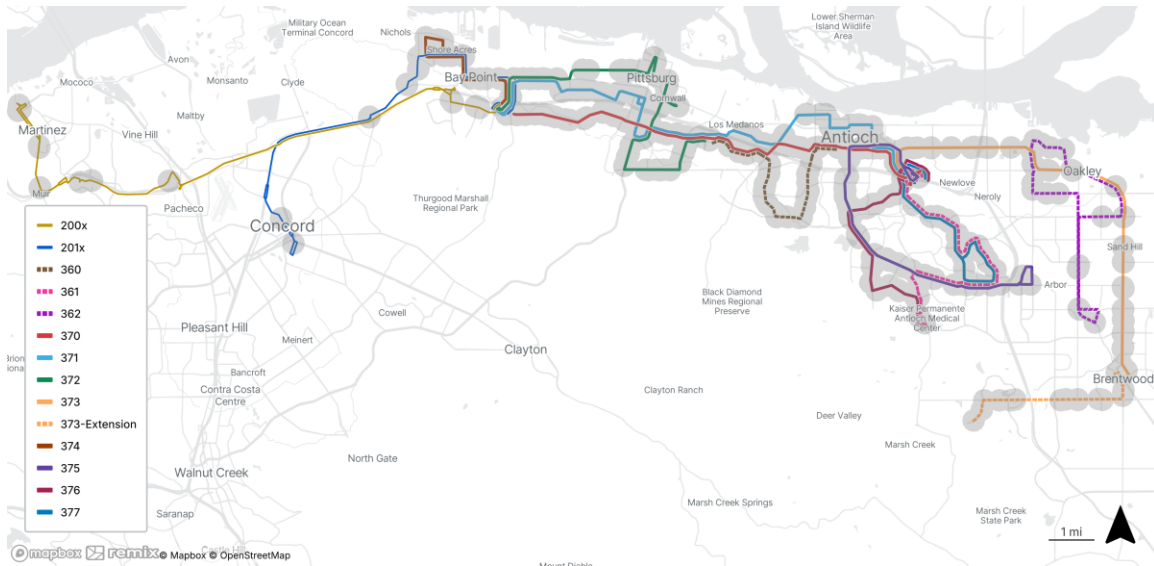 Military Ocean
Terminal Concord
Nichols
Shore Acres
Lower Sherman
Island Wildlife
Area
Avon
Mococo
Monsanto
Clyde
Bay Point
Pittsburg
Cornwall
Maltby
Martinez
Vine Hill
Los Medanos
Antioch
Muir
Pacheco
Thurgood Marshall
Regional Park
Newlove
Oakley
Neroly
Concord
Sand Hill
Arbor
Black Diamond
Mines Regional
Preserve
Kaiser Permanente
Antioch Medical
Center
200x
201x
360
361
362
370
371
372
373
373-Extension
374
375
376
377
Cowell
Pleasant Hill
Meinert
Clayton
Bancroft
Contra Costa
Centre
Clayton Ranch
Brentwood
Deer Valley
Marsh Creek
North Gate
Walnut Creek
Marsh Creek Springs
Saranap
Marsh Creek
State Park
1 mi
mapbox remix © Mapbox © OpenStreetMap
Castle Hill
Mount Diablo